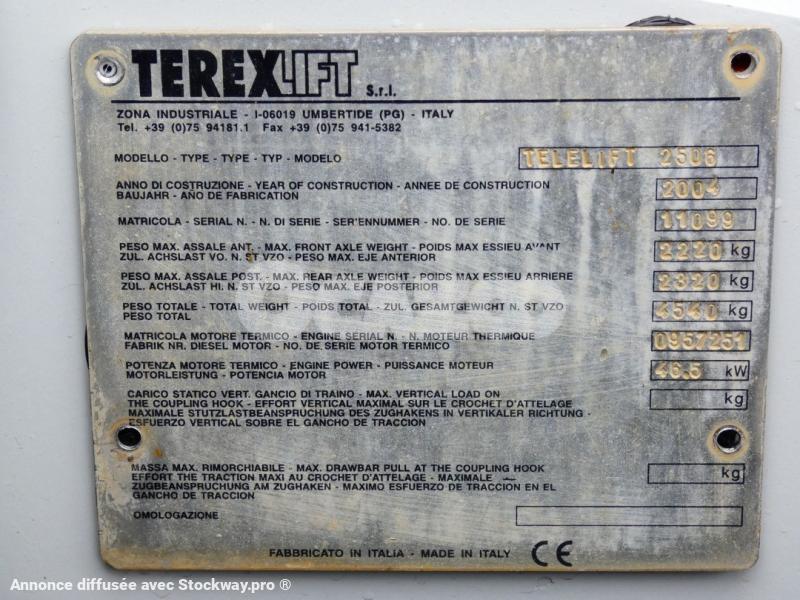 TEREXLIFT S.r.l.
ZONA INDUSTRIALE - I-06019 UMBERTIDE (PG) - ITALY
Tel. +39 (0)75 94181.1 Fax +39 (0)75 941-5382
MODELLO - TYPE - TYPE - TYP - MODELO TELELIFT 2506
ANNO DI COSTRUZIONE - YEAR OF CONSTRUCTION - ANNEE DE CONSTRUCTION
BAUJAHR - AÑO DE FABRICATION 2004
MATRICOLA - SERIAL N. - N. DI SERIE - SER'ENNUMMER - NO. DE SERIE 11099
PESO MAX. ASSALE ANT. - MAX. FRONT AXLE WEIGHT - POIDS MAX ESSIEU AVANT
ZUL. ACHSLAST VO. N. ST VZO - PESO MAX. EJE ANTERIOR 2220 kg
PESO MAX. ASSALE POST. - MAX. REAR AXLE WEIGHT - POIDS MAX ESSIEU ARRIERE
ZUL. ACHSLAST HI. N. ST VZO - PESO MAX. EJE POSTERIOR 2320 kg
PESO TOTALE - TOTAL WEIGHT - POIDS TOTAL - ZUL. GESAMTGEWICHT N. ST VZO
PESO TOTAL 4540 kg
MATRICOLA MOTORE TERMICO - ENGINE SERIAL N. - N. MOTEUR THERMIQUE
FABRIK NR. DIESEL MOTOR - NO. DE SERIE MOTOR TERMICO 0957251
POTENZA MOTORE TERMICO - ENGINE POWER - PUISSANCE MOTEUR
MOTORLEISTUNG - POTENCIA MOTOR 46.5 kW
CARICO STATICO VERT. GANCIO DI TRAINO - MAX. VERTICAL LOAD ON
THE COUPLING HOOK - EFFORT VERTICAL MAXIMAL SUR LE CROCHET D'ATTELAGE kg
MAXIMALE STUTZLASTBEANSPRUCHUNG DES ZUGHAKENS IN VERTIKALER RICHTUNG -
ESFUERZO VERTICAL SOBRE EL GANCHO DE TRACCION
MASSA MAX. RIMORCHIABILE - MAX. DRAWBAR PULL AT THE COUPLING HOOK
EFFORT THE TRACTION MAXI AU CROCHET D'ATTELAGE - MAXIMALE kg
ZUGBEANSPRUCHUNG AM ZUGHAKEN - MAXIMO ESFUERZO DE TRACCION EN EL
GANCHO DE TRACCION
OMOLOGAZIONE
FABBRICATO IN ITALIA - MADE IN ITALY CE
Annonce diffusée avec Stockway.pro ®